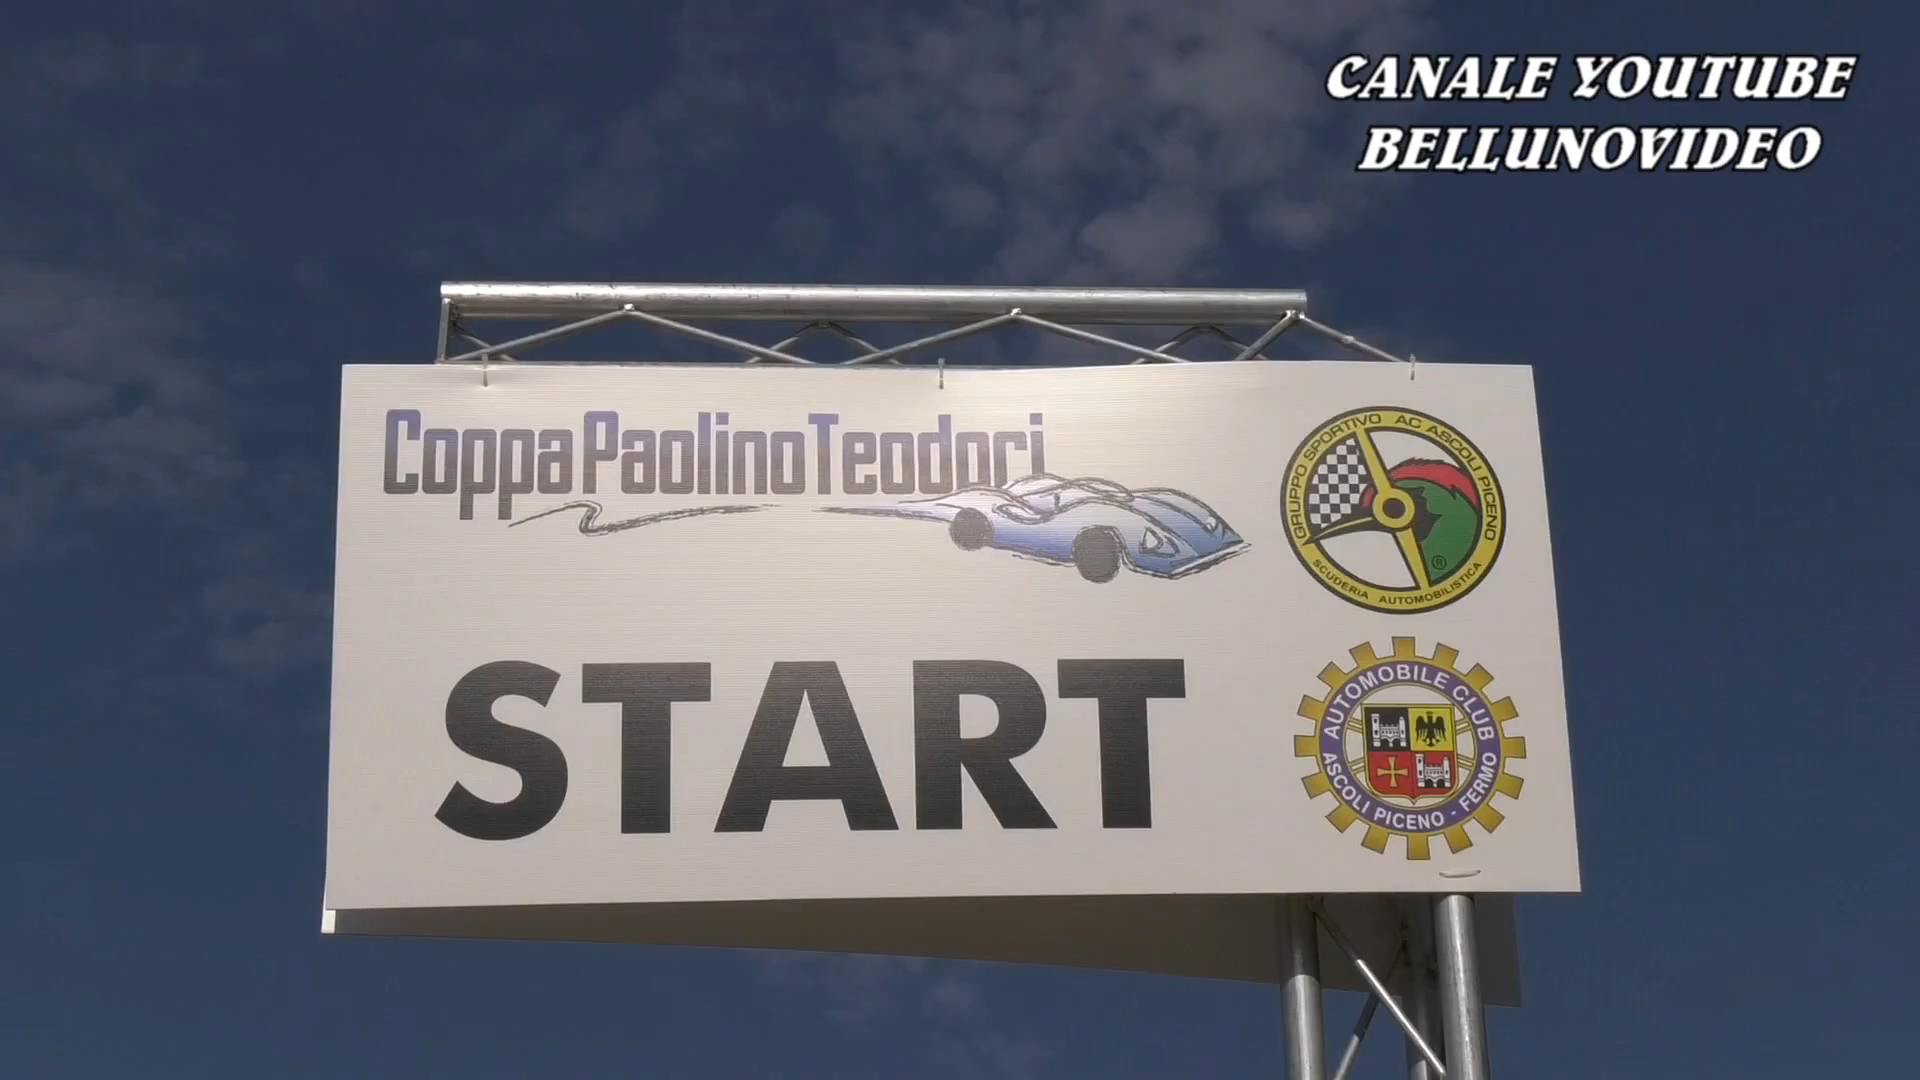 CANALE YOUTUBE
BELLUNOVIDEO
CoppaPaolinoTeodori
START
GRUPPO SPORTIVO AC ASCOLI PICENO
®
SCUDERIA AUTOMOBILISTICA
AUTOMOBILE CLUB
ASCOLI PICENO - FERMO